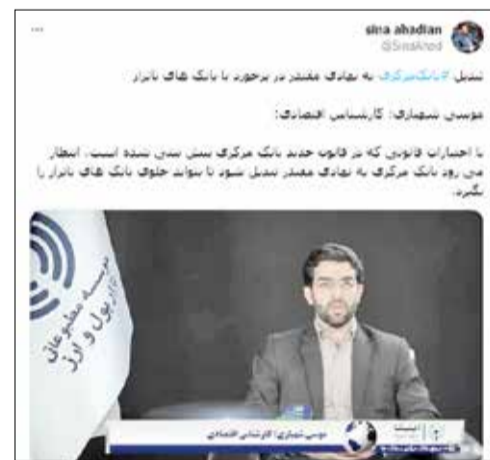 sina ahadian
@SinaAhad
تبدیل #بانک‌مرکزی به نهادی مقتدر در برخورد با بانک های ناتراز
موسی شهبازی؛ کارشناس اقتصادی:
با اختیارات قانونی که در قانون جدید بانک مرکزی پیش بینی شده است، انتظار
می رود بانک مرکزی به نهادی مقتدر تبدیل شود تا بتواند جلوی بانک های ناتراز را
بگیرد.
موسسه مطبوعاتی
بازار پول و ارز
موسی شهبازی؛ کارشناس اقتصادی